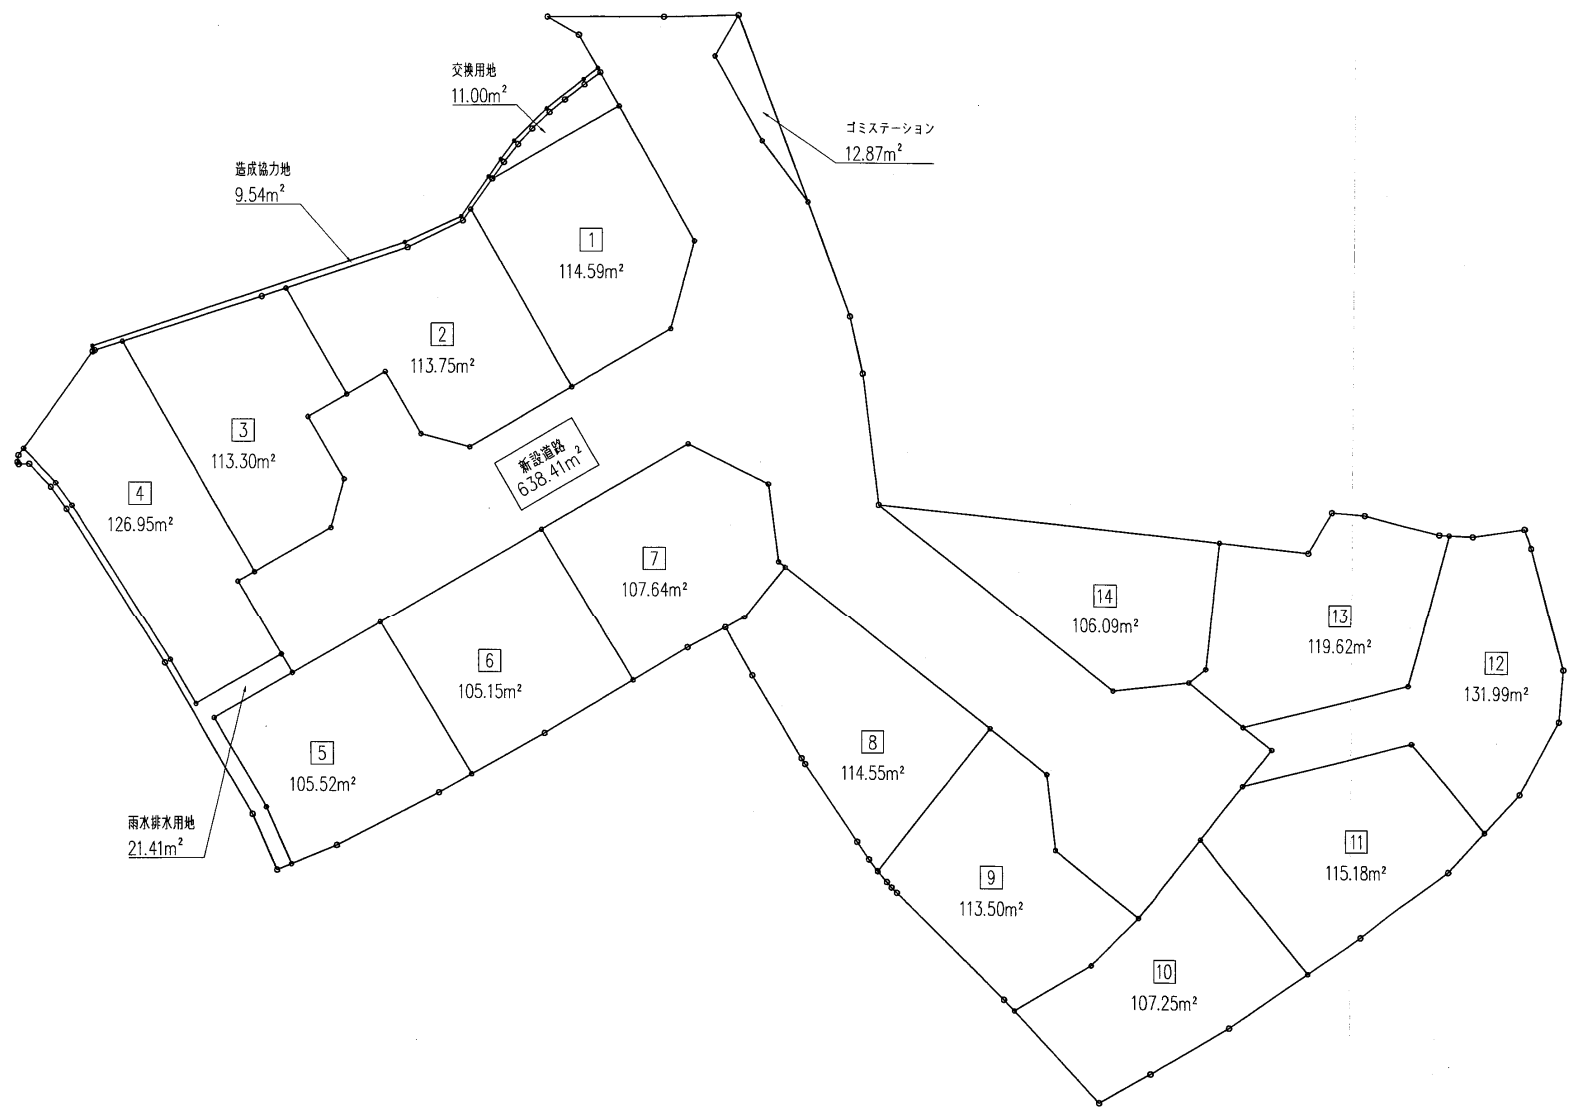 交換用地
11.00m²
ゴミステーション
12.87m²
造成協力地
9.54m²
1
114.59m²
2
113.75m²
3
113.30m²
4
126.95m²
新設道路
638.41m²
7
107.64m²
6
105.15m²
5
105.52m²
雨水排水用地
21.41m²
14
106.09m²
13
119.62m²
12
131.99m²
8
114.55m²
11
115.18m²
9
113.50m²
10
107.25m²